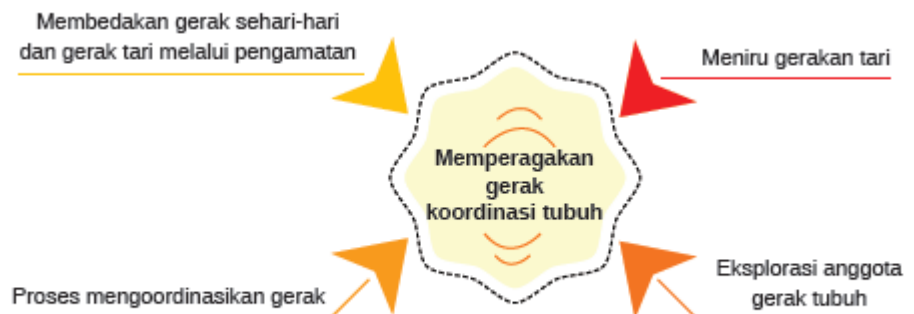 Membedakan gerak sehari-hari
dan gerak tari melalui pengamatan
Meniru gerakan tari
Memperagakan
gerak
koordinasi tubuh
Proses mengoordinasikan gerak
Eksplorasi anggota
gerak tubuh